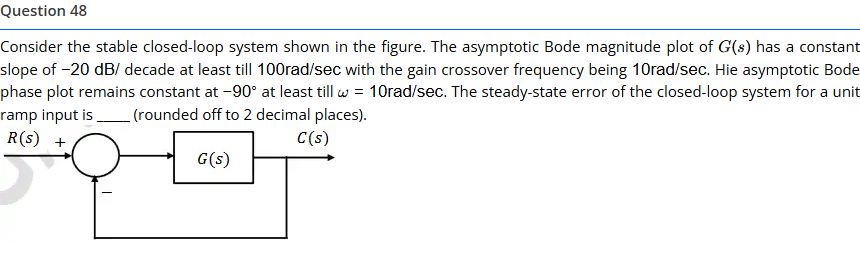 Question 48
Consider the stable closed-loop system shown in the figure. The asymptotic Bode magnitude plot of G(s) has a constant
slope of −20 dB/ decade at least till 100rad/sec with the gain crossover frequency being 10rad/sec. Hie asymptotic Bode
phase plot remains constant at −90° at least till ω = 10rad/sec. The steady-state error of the closed-loop system for a unit
ramp input is ____ (rounded off to 2 decimal places).
R(s) + C(s)
G(s)
−